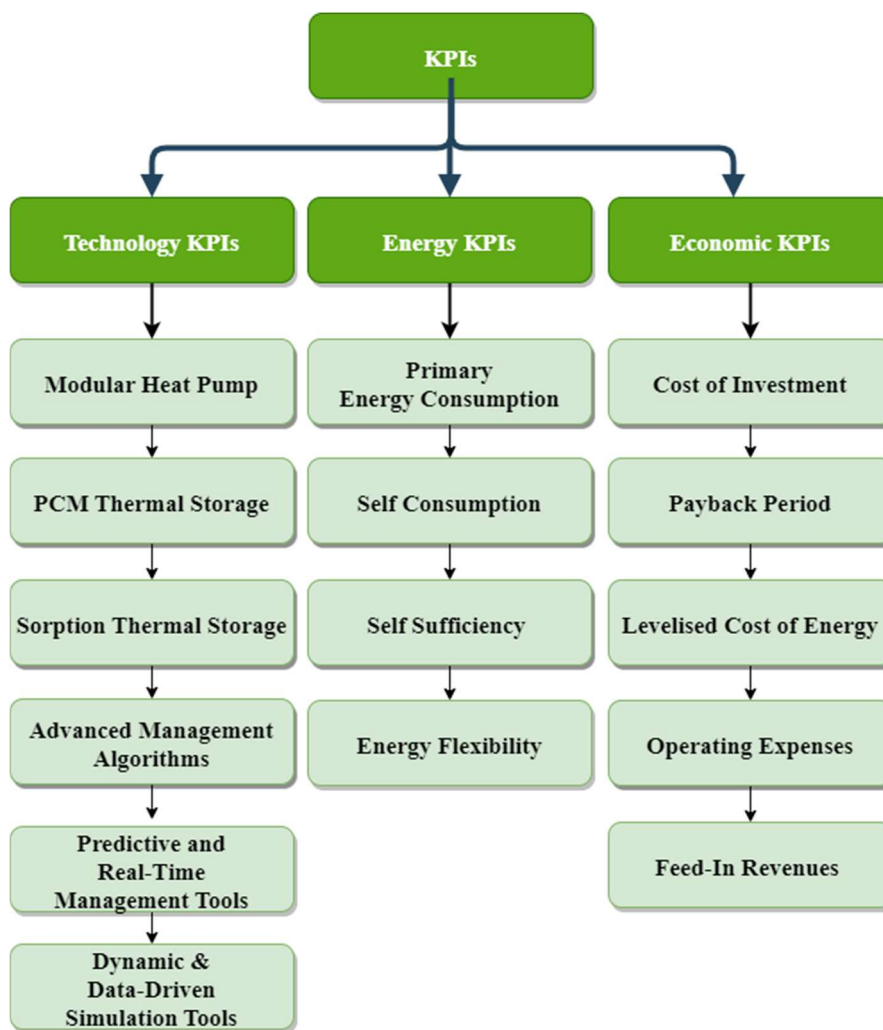 KPIs
Technology KPIs
Energy KPIs
Economic KPIs
Modular Heat Pump
Primary
Energy Consumption
Cost of Investment
PCM Thermal Storage
Self Consumption
Payback Period
Sorption Thermal Storage
Self Sufficiency
Levelised Cost of Energy
Advanced Management
Algorithms
Energy Flexibility
Operating Expenses
Predictive and
Real-Time
Management Tools
Feed-In Revenues
Dynamic &
Data-Driven
Simulation Tools